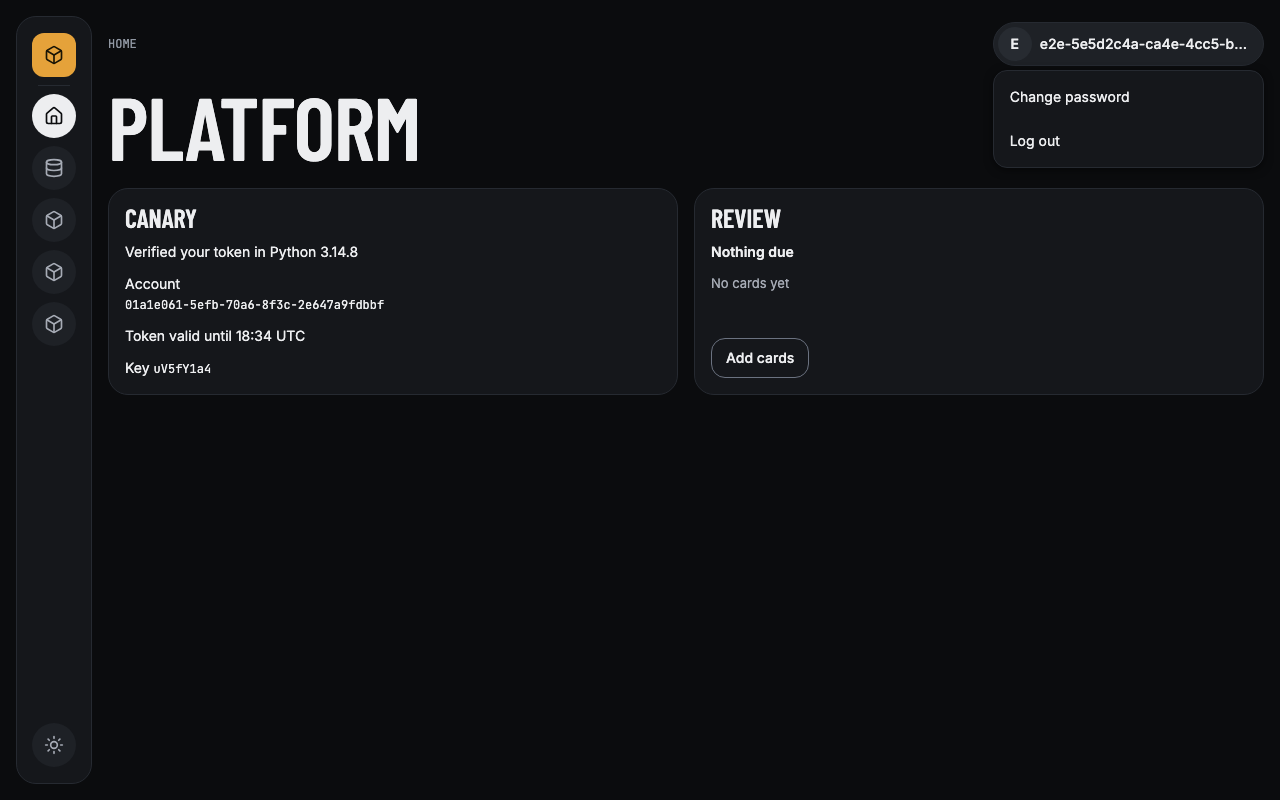 HOME
E
e2e-5e5d2c4a-ca4e-4cc5-b...
Change password
Log out
PLATFORM
CANARY
Verified your token in Python 3.14.8
Account
01a1e061-5efb-70a6-8f3c-2e647a9fdbbf
Token valid until 18:34 UTC
Key uV5fY1a4
REVIEW
Nothing due
No cards yet
Add cards